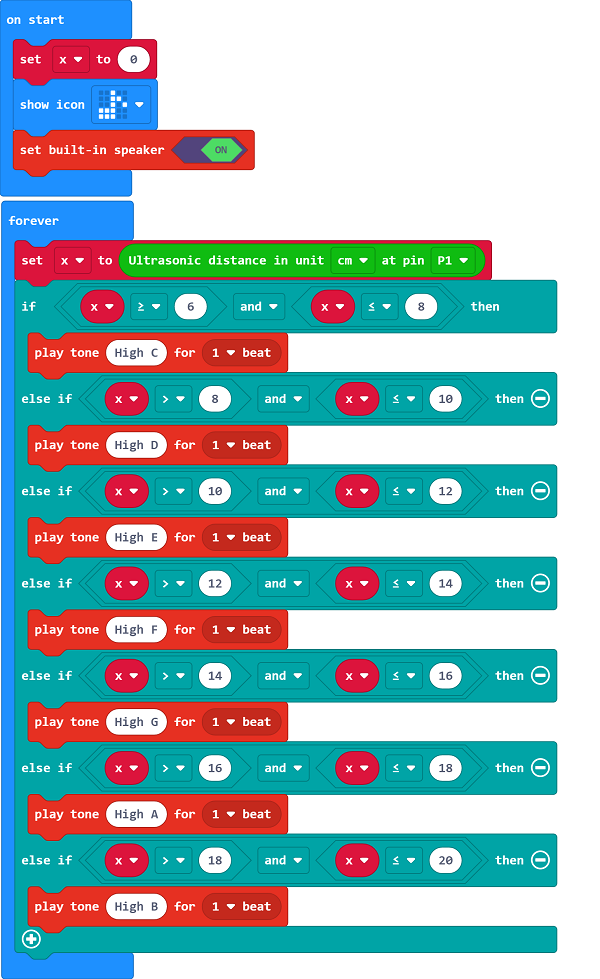 on start
set x to 0
show icon
set built-in speaker ON
forever
set x to Ultrasonic distance in unit cm at pin P1
if x ≥ 6 and x ≤ 8 then
play tone High C for 1 beat
else if x > 8 and x ≤ 10 then
play tone High D for 1 beat
else if x > 10 and x ≤ 12 then
play tone High E for 1 beat
else if x > 12 and x ≤ 14 then
play tone High F for 1 beat
else if x > 14 and x ≤ 16 then
play tone High G for 1 beat
else if x > 16 and x ≤ 18 then
play tone High A for 1 beat
else if x > 18 and x ≤ 20 then
play tone High B for 1 beat